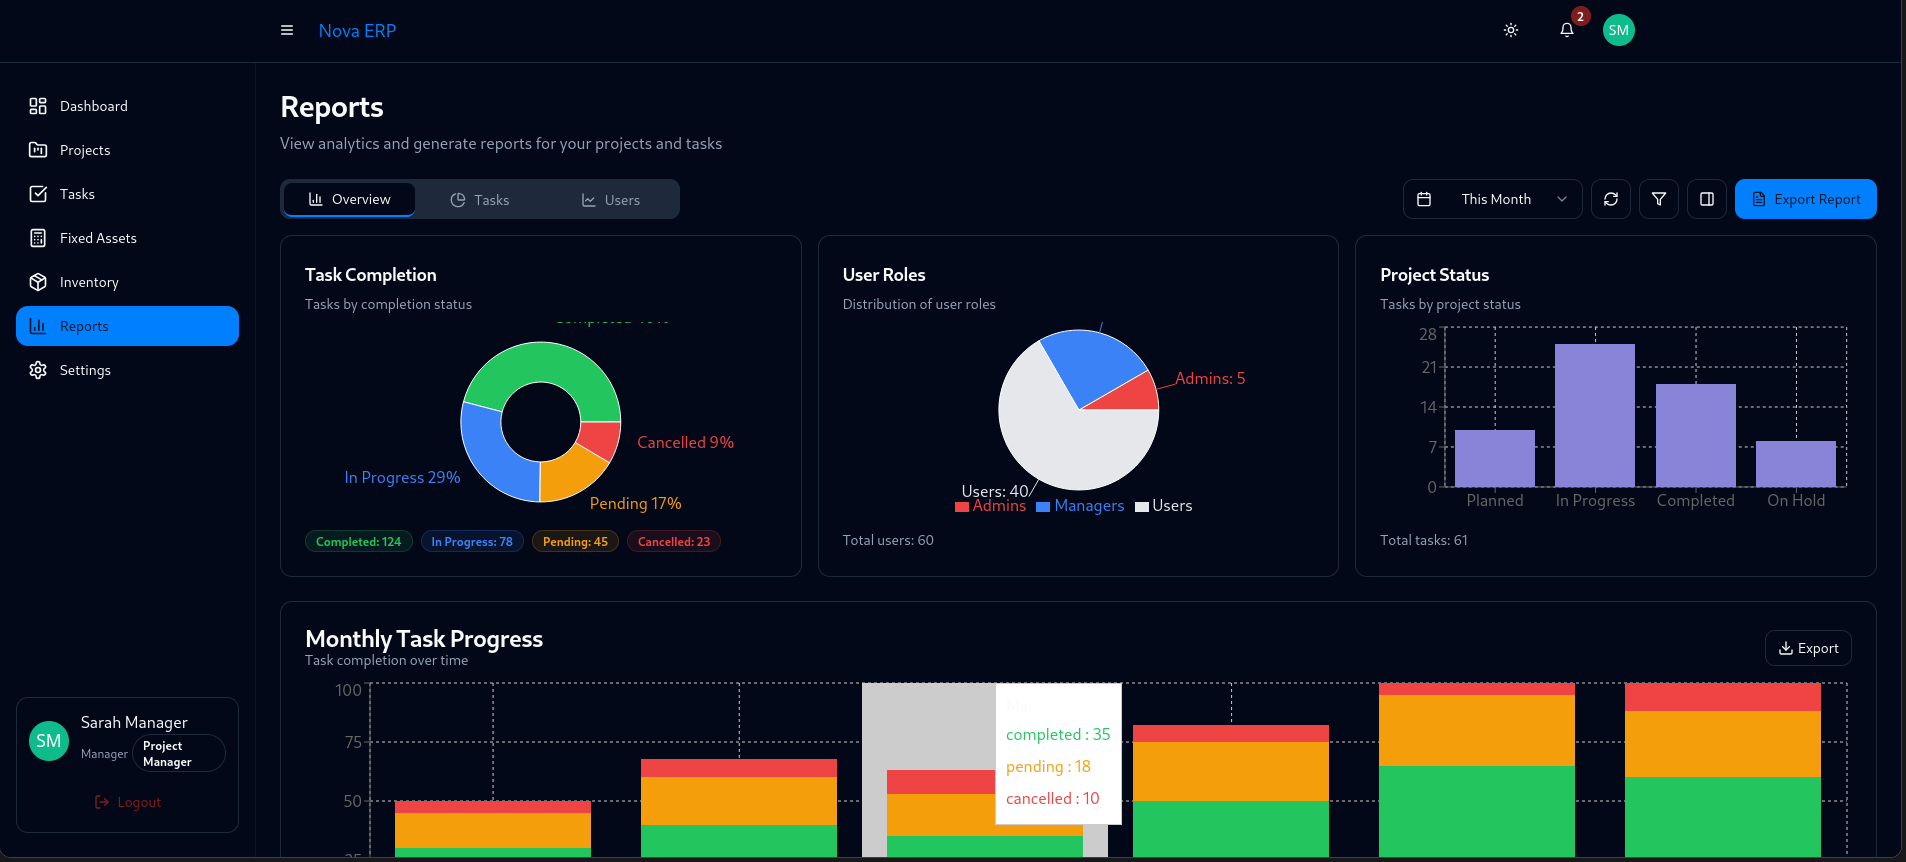 Nova ERP
2
SM
Dashboard
Projects
Tasks
Fixed Assets
Inventory
Reports
Settings
Sarah Manager
SM
Manager
Project
Manager
Logout
Reports
View analytics and generate reports for your projects and tasks
Overview
Tasks
Users
This Month
Export Report
Task Completion
Tasks by completion status
Cancelled 9%
In Progress 29%
Pending 17%
Completed: 124
In Progress: 78
Pending: 45
Cancelled: 23
User Roles
Distribution of user roles
Admins: 5
Users: 40
Admins
Managers
Users
Total users: 60
Project Status
Tasks by project status
28
21
14
7
0
Planned
In Progress
Completed
On Hold
Total tasks: 61
Monthly Task Progress
Task completion over time
Export
100
75
50
Mar
completed : 35
pending : 18
cancelled : 10